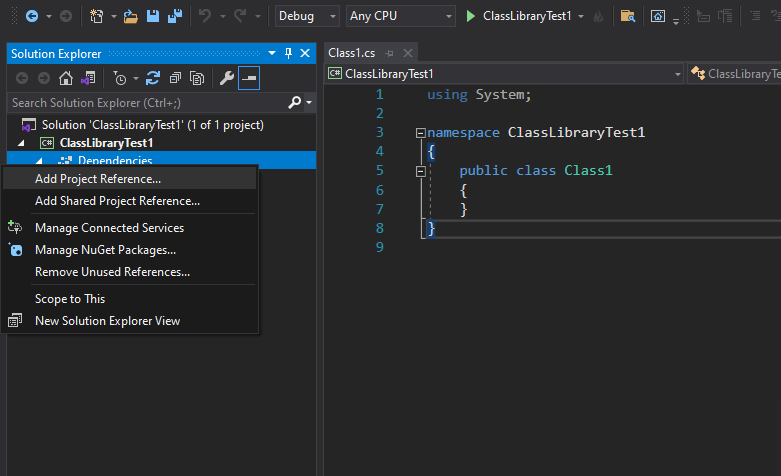 Debug Any CPU ClassLibraryTest1
Solution Explorer
Search Solution Explorer (Ctrl+;)
Solution 'ClassLibraryTest1' (1 of 1 project)
C# ClassLibraryTest1
Dependencies
Add Project Reference...
Add Shared Project Reference...
Manage Connected Services
Manage NuGet Packages...
Remove Unused References...
Scope to This
New Solution Explorer View
Class1.cs
C# ClassLibraryTest1 ClassLibraryTe
1 using System;
2
3 namespace ClassLibraryTest1
4 {
5 public class Class1
6 {
7 }
8 }
9